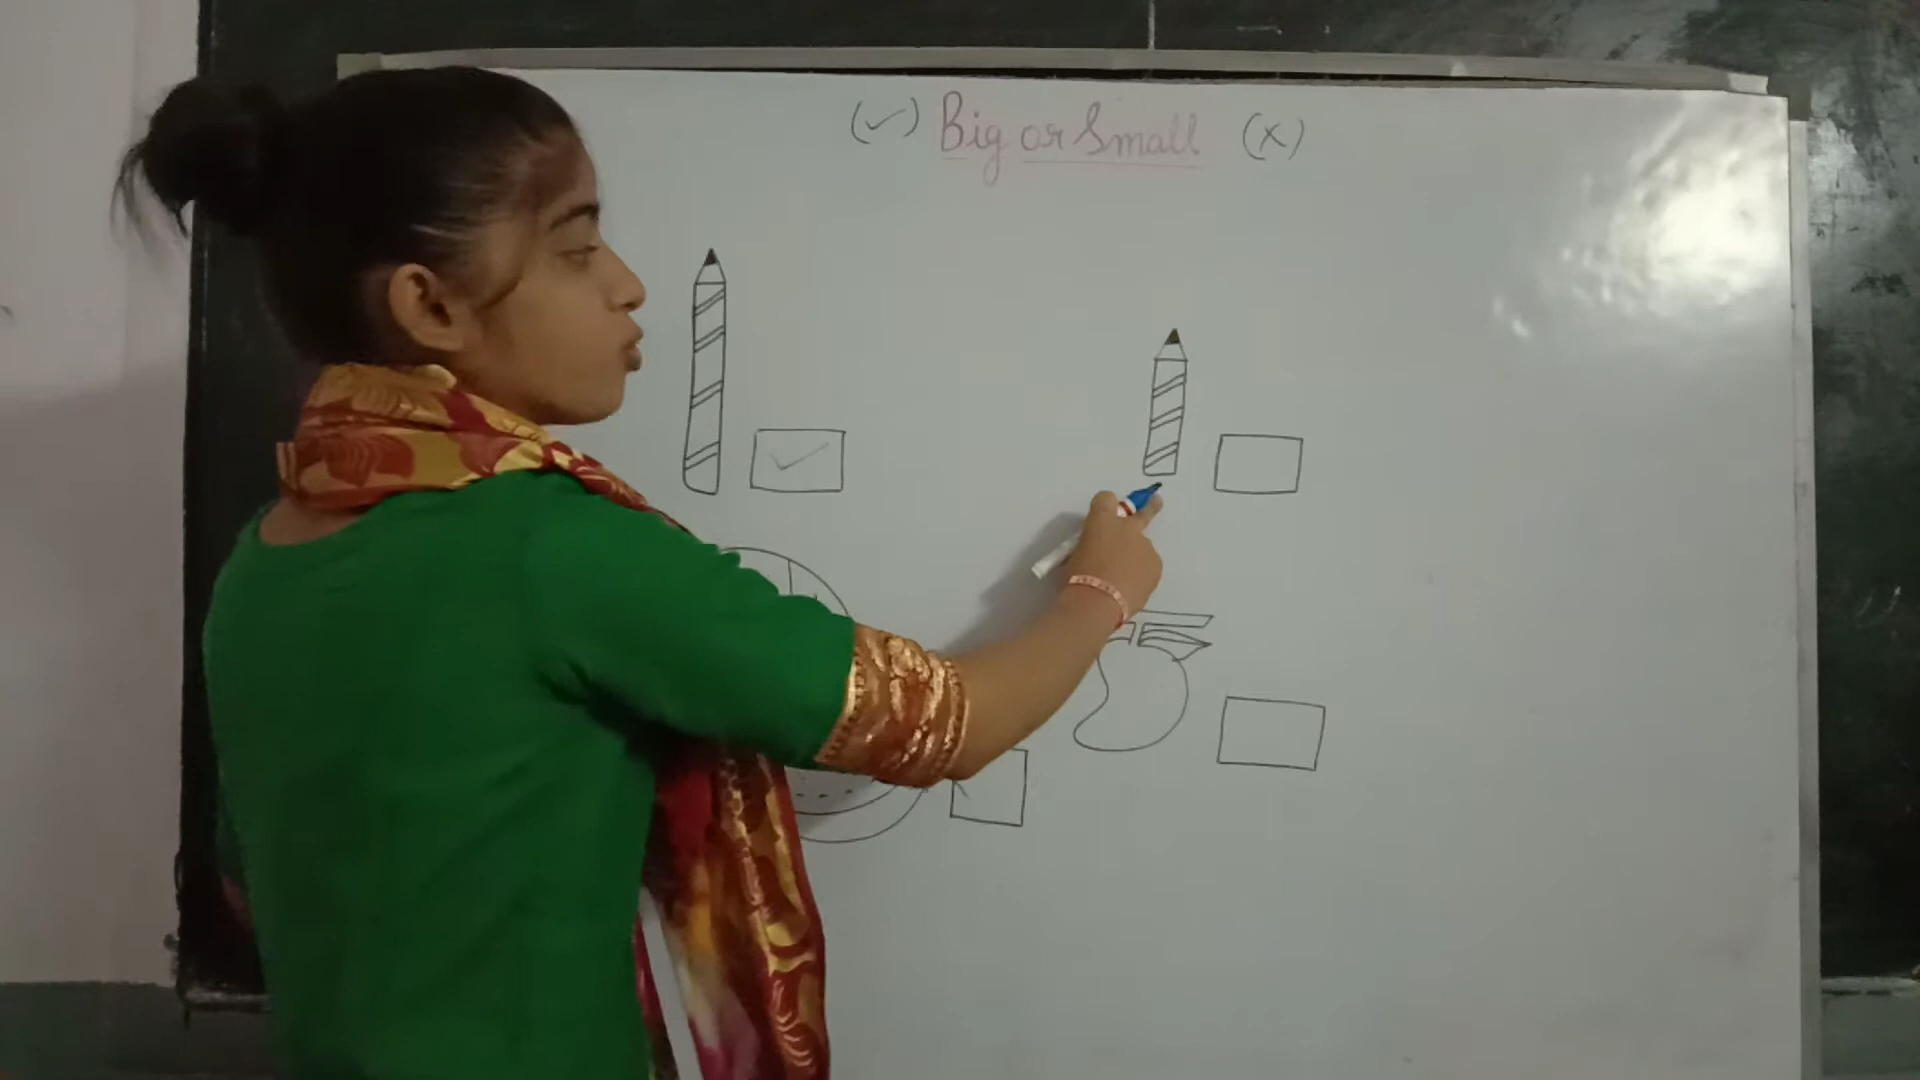 (✓) Big or Small (x)